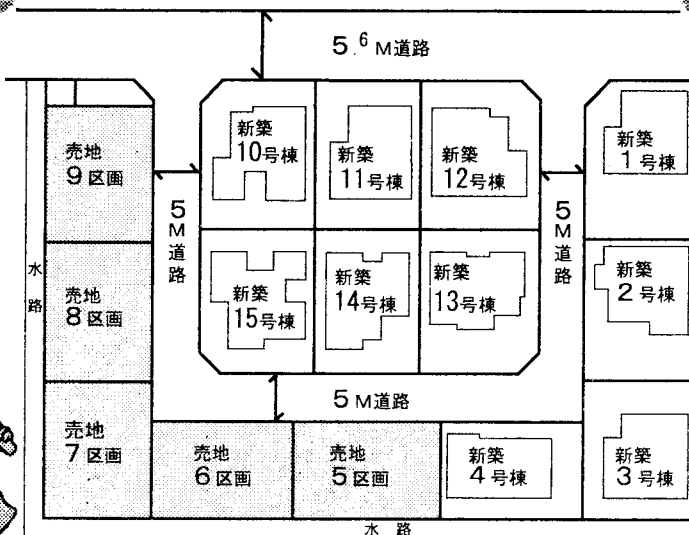 5.6 M道路
新築
10号棟
新築
11号棟
新築
12号棟
新築
1号棟
売地
9区画
5
M
道
路
5
M
道
路
水
路
売地
8区画
新築
15号棟
新築
14号棟
新築
13号棟
新築
2号棟
5 M道路
売地
7区画
売地
6区画
売地
5区画
新築
4号棟
新築
3号棟
水 路